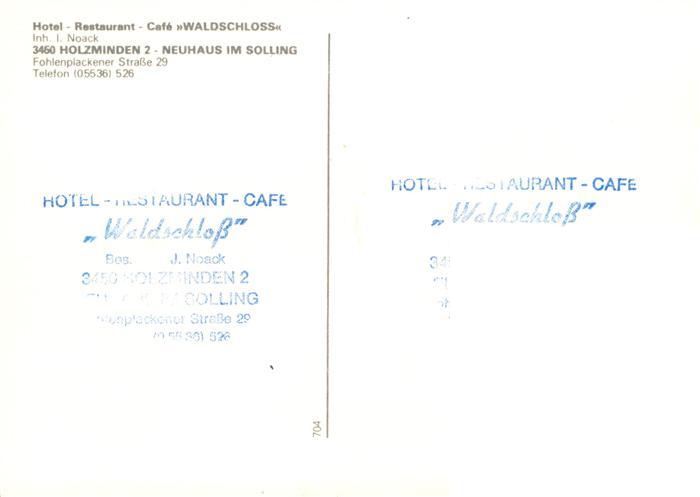 Hotel - Restaurant - Café »WALDSCHLOSS«
Inh. I. Noack
3450 HOLZMINDEN 2 - NEUHAUS IM SOLLING
Fohlenplackener Straße 29
Telefon (05536) 526
HOTEL - RESTAURANT - CAFE
„Waldschloß”
Bes. J. Noack
3450 HOLZMINDEN 2
SOLLING
Straße 29
(05536) 526
HOTEL - RESTAURANT - CAFE
„Waldschloß”
704